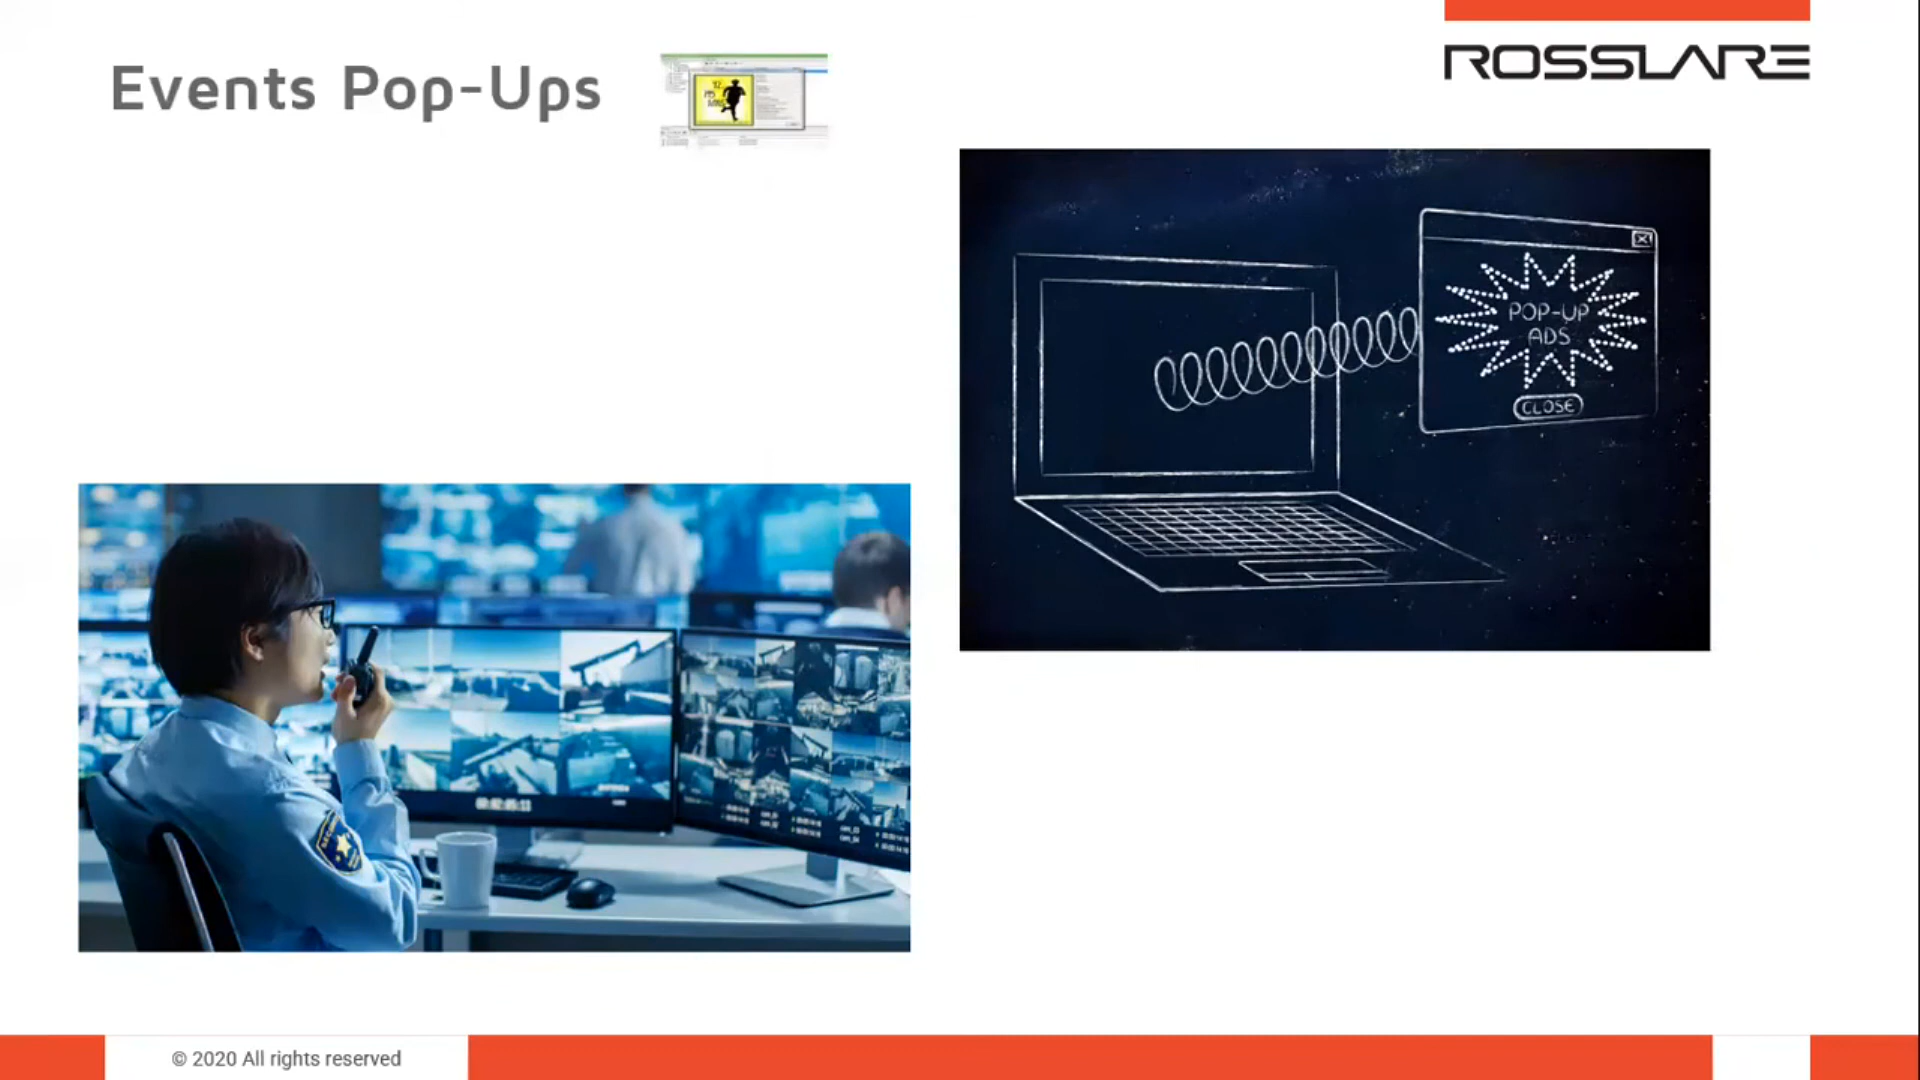 Events Pop-Ups
ROSSLARE
POP-UP
ADS
CLOSE
© 2020 All rights reserved